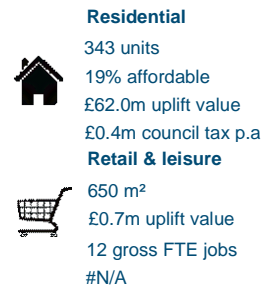 Residential
343 units
19% affordable
£62.0m uplift value
£0.4m council tax p.a
Retail & leisure
650 m²
£0.7m uplift value
12 gross FTE jobs
#N/A